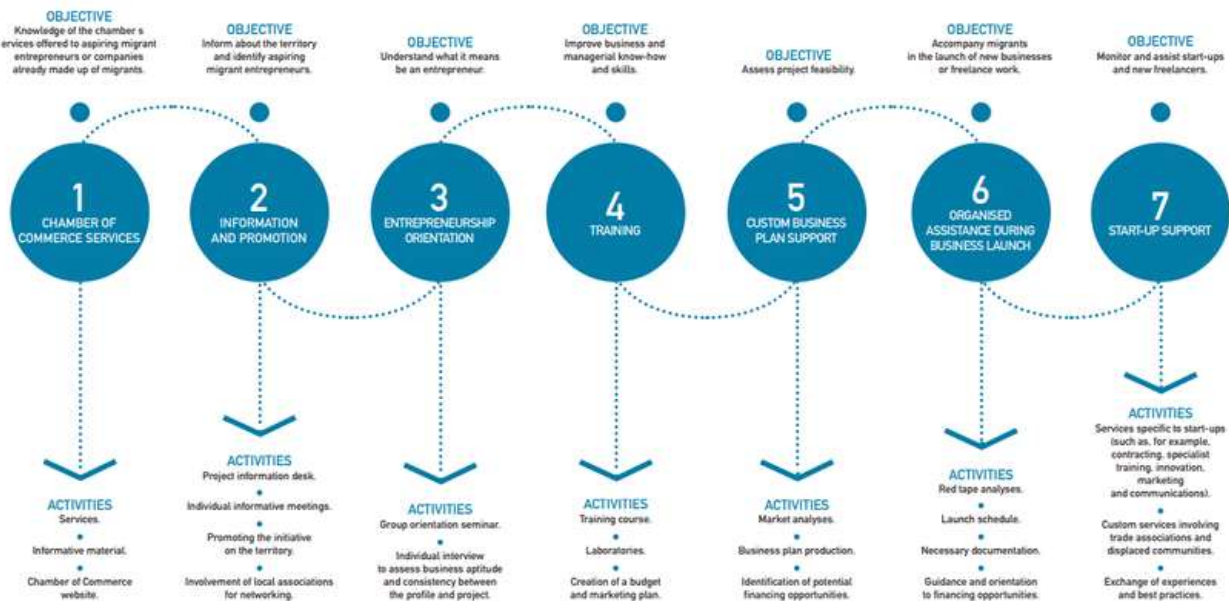 OBJECTIVE
Knowledge of the chamber s
ervices offered to aspiring migrant
entrepreneurs or companies
already made up of migrants.
OBJECTIVE
Inform about the territory
and identify aspiring
migrant entrepreneurs.
OBJECTIVE
Understand what it means
be an entrepreneur.
OBJECTIVE
Improve business and
managerial know-how
and skills.
OBJECTIVE
Assess project feasibility.
OBJECTIVE
Accompany migrants
in the launch of new businesses
or freelance work.
OBJECTIVE
Monitor and assist start-ups
and new freelancers.
1
CHAMBER OF
COMMERCE SERVICES
2
INFORMATION
AND PROMOTION
3
ENTREPRENEURSHIP
ORIENTATION
4
TRAINING
5
CUSTOM BUSINESS
PLAN SUPPORT
6
ORGANISED
ASSISTANCE DURING
BUSINESS LAUNCH
7
START-UP SUPPORT
ACTIVITIES
Services.
Informative material.
Chamber of Commerce
website.
ACTIVITIES
Project information desk.
Individual informative meetings.
Promoting the initiative
on the territory.
Involvement of local associations
for networking.
ACTIVITIES
Group orientation seminar.
Individual interview
to assess business aptitude
and consistency between
the profile and project.
ACTIVITIES
Training course.
Laboratories.
Creation of a budget
and marketing plan.
ACTIVITIES
Market analyses.
Business plan production.
Identification of potential
financing opportunities.
ACTIVITIES
Red tape analyses.
Launch schedule.
Necessary documentation.
Guidance and orientation
to financing opportunities.
ACTIVITIES
Services specific to start-ups
(such as, for example,
contracting, specialist
training, innovation,
marketing
and communications).
Custom services involving
trade associations and
displaced communities.
Exchange of experiences
and best practices.